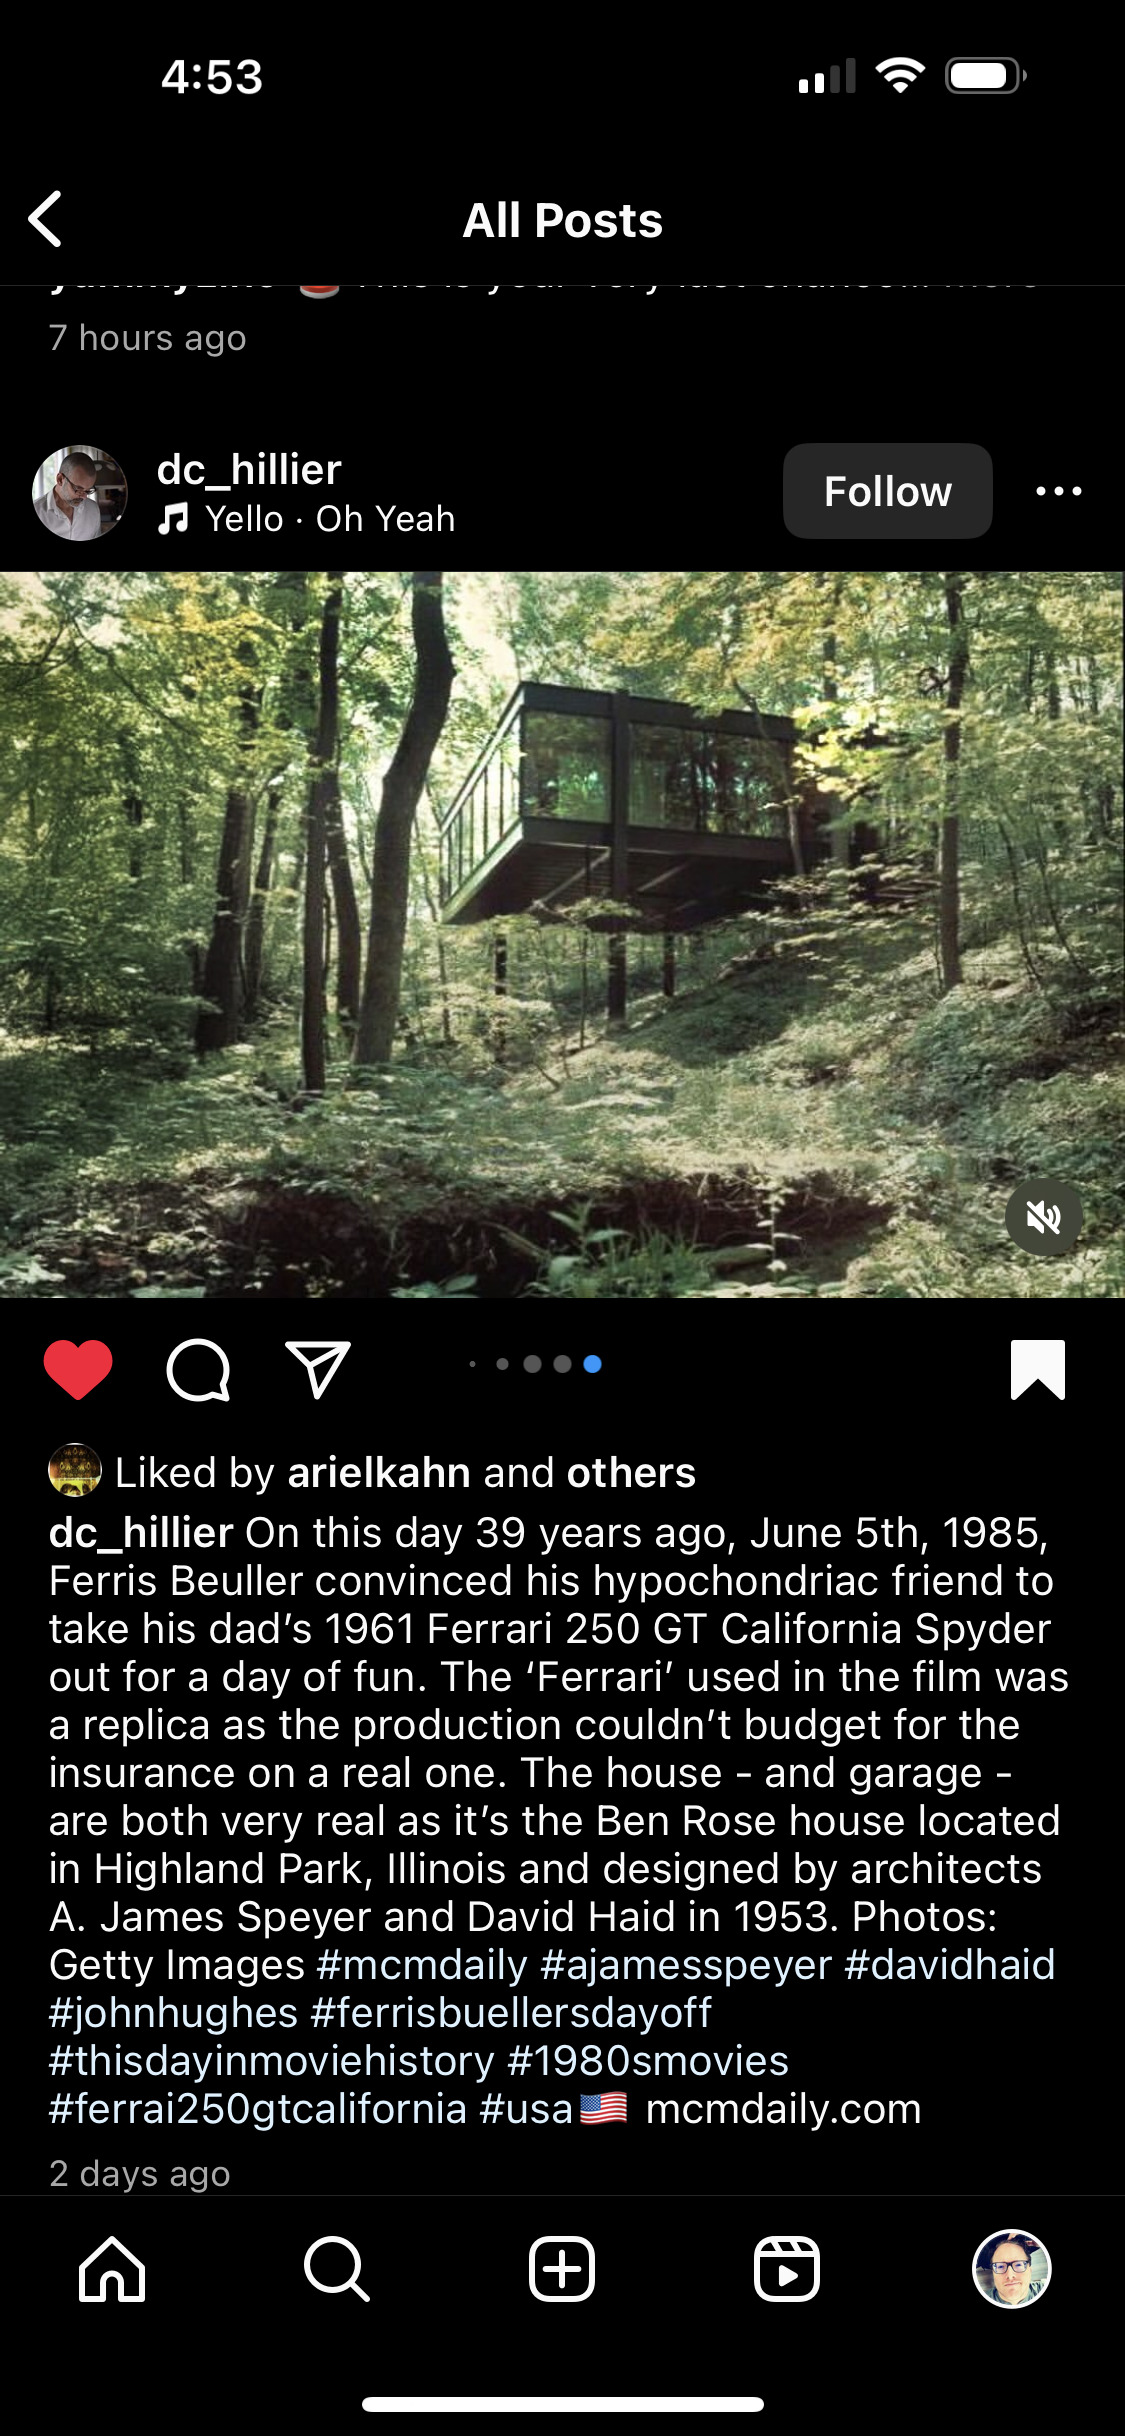 4:53
All Posts
7 hours ago
dc_hillier
Yello · Oh Yeah
Follow
Liked by arielkahn and others
dc_hillier On this day 39 years ago, June 5th, 1985,
Ferris Beuller convinced his hypochondriac friend to
take his dad’s 1961 Ferrari 250 GT California Spyder
out for a day of fun. The ‘Ferrari’ used in the film was
a replica as the production couldn’t budget for the
insurance on a real one. The house - and garage -
are both very real as it’s the Ben Rose house located
in Highland Park, Illinois and designed by architects
A. James Speyer and David Haid in 1953. Photos:
Getty Images #mcmdaily #ajamesspeyer #davidhaid
#johnhughes #ferrisbuellersdayoff
#thisdayinmoviehistory #1980smovies
#ferrai250gtcalifornia #usa🇺🇸 mcmdaily.com
2 days ago